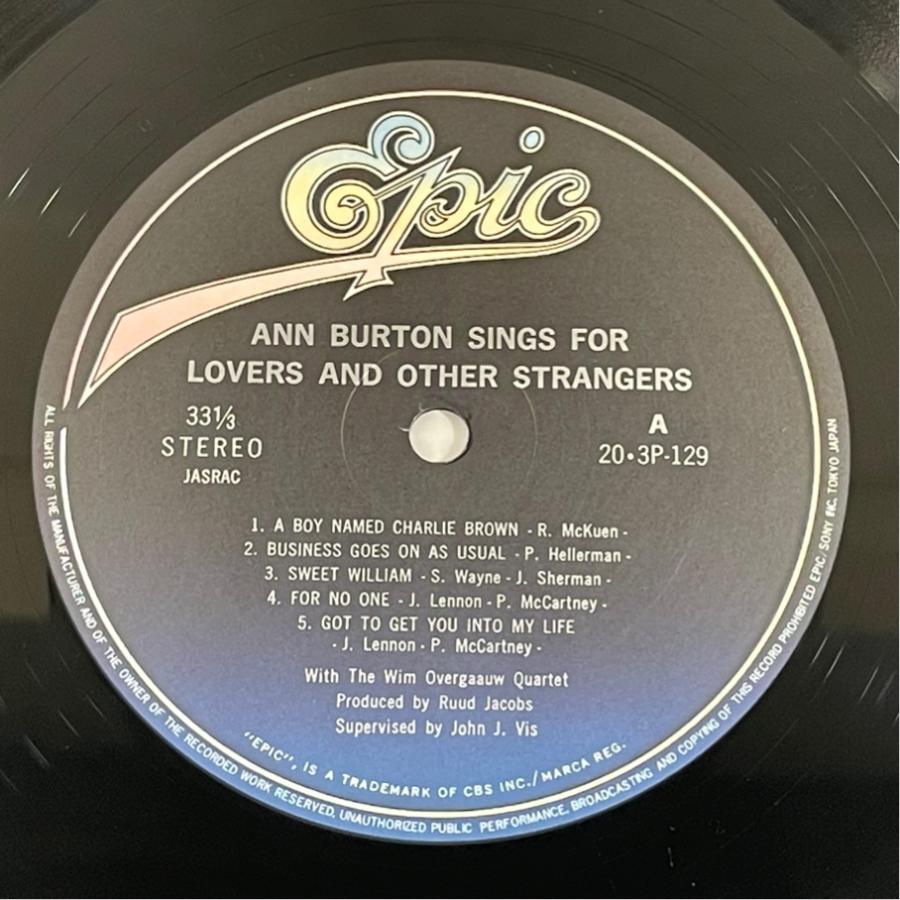 Epic
ANN BURTON SINGS FOR
LOVERS AND OTHER STRANGERS
33⅓
STEREO
JASRAC
A
20•3P-129
1. A BOY NAMED CHARLIE BROWN - R. McKuen -
2. BUSINESS GOES ON AS USUAL - P. Hellerman -
3. SWEET WILLIAM - S. Wayne - J. Sherman -
4. FOR NO ONE - J. Lennon - P. McCartney -
5. GOT TO GET YOU INTO MY LIFE
- J. Lennon - P. McCartney -
With The Wim Overgaauw Quartet
Produced by Ruud Jacobs
Supervised by John J. Vis
"EPIC", IS A TRADEMARK OF CBS INC./MARCA REG.
ALL RIGHTS OF THE MANUFACTURER AND OF THE OWNER OF THE RECORDED WORK RESERVED. UNAUTHORIZED PUBLIC PERFORMANCE, BROADCASTING AND COPYING OF THIS RECORD PROHIBITED EPIC/SONY INC. TOKYO JAPAN